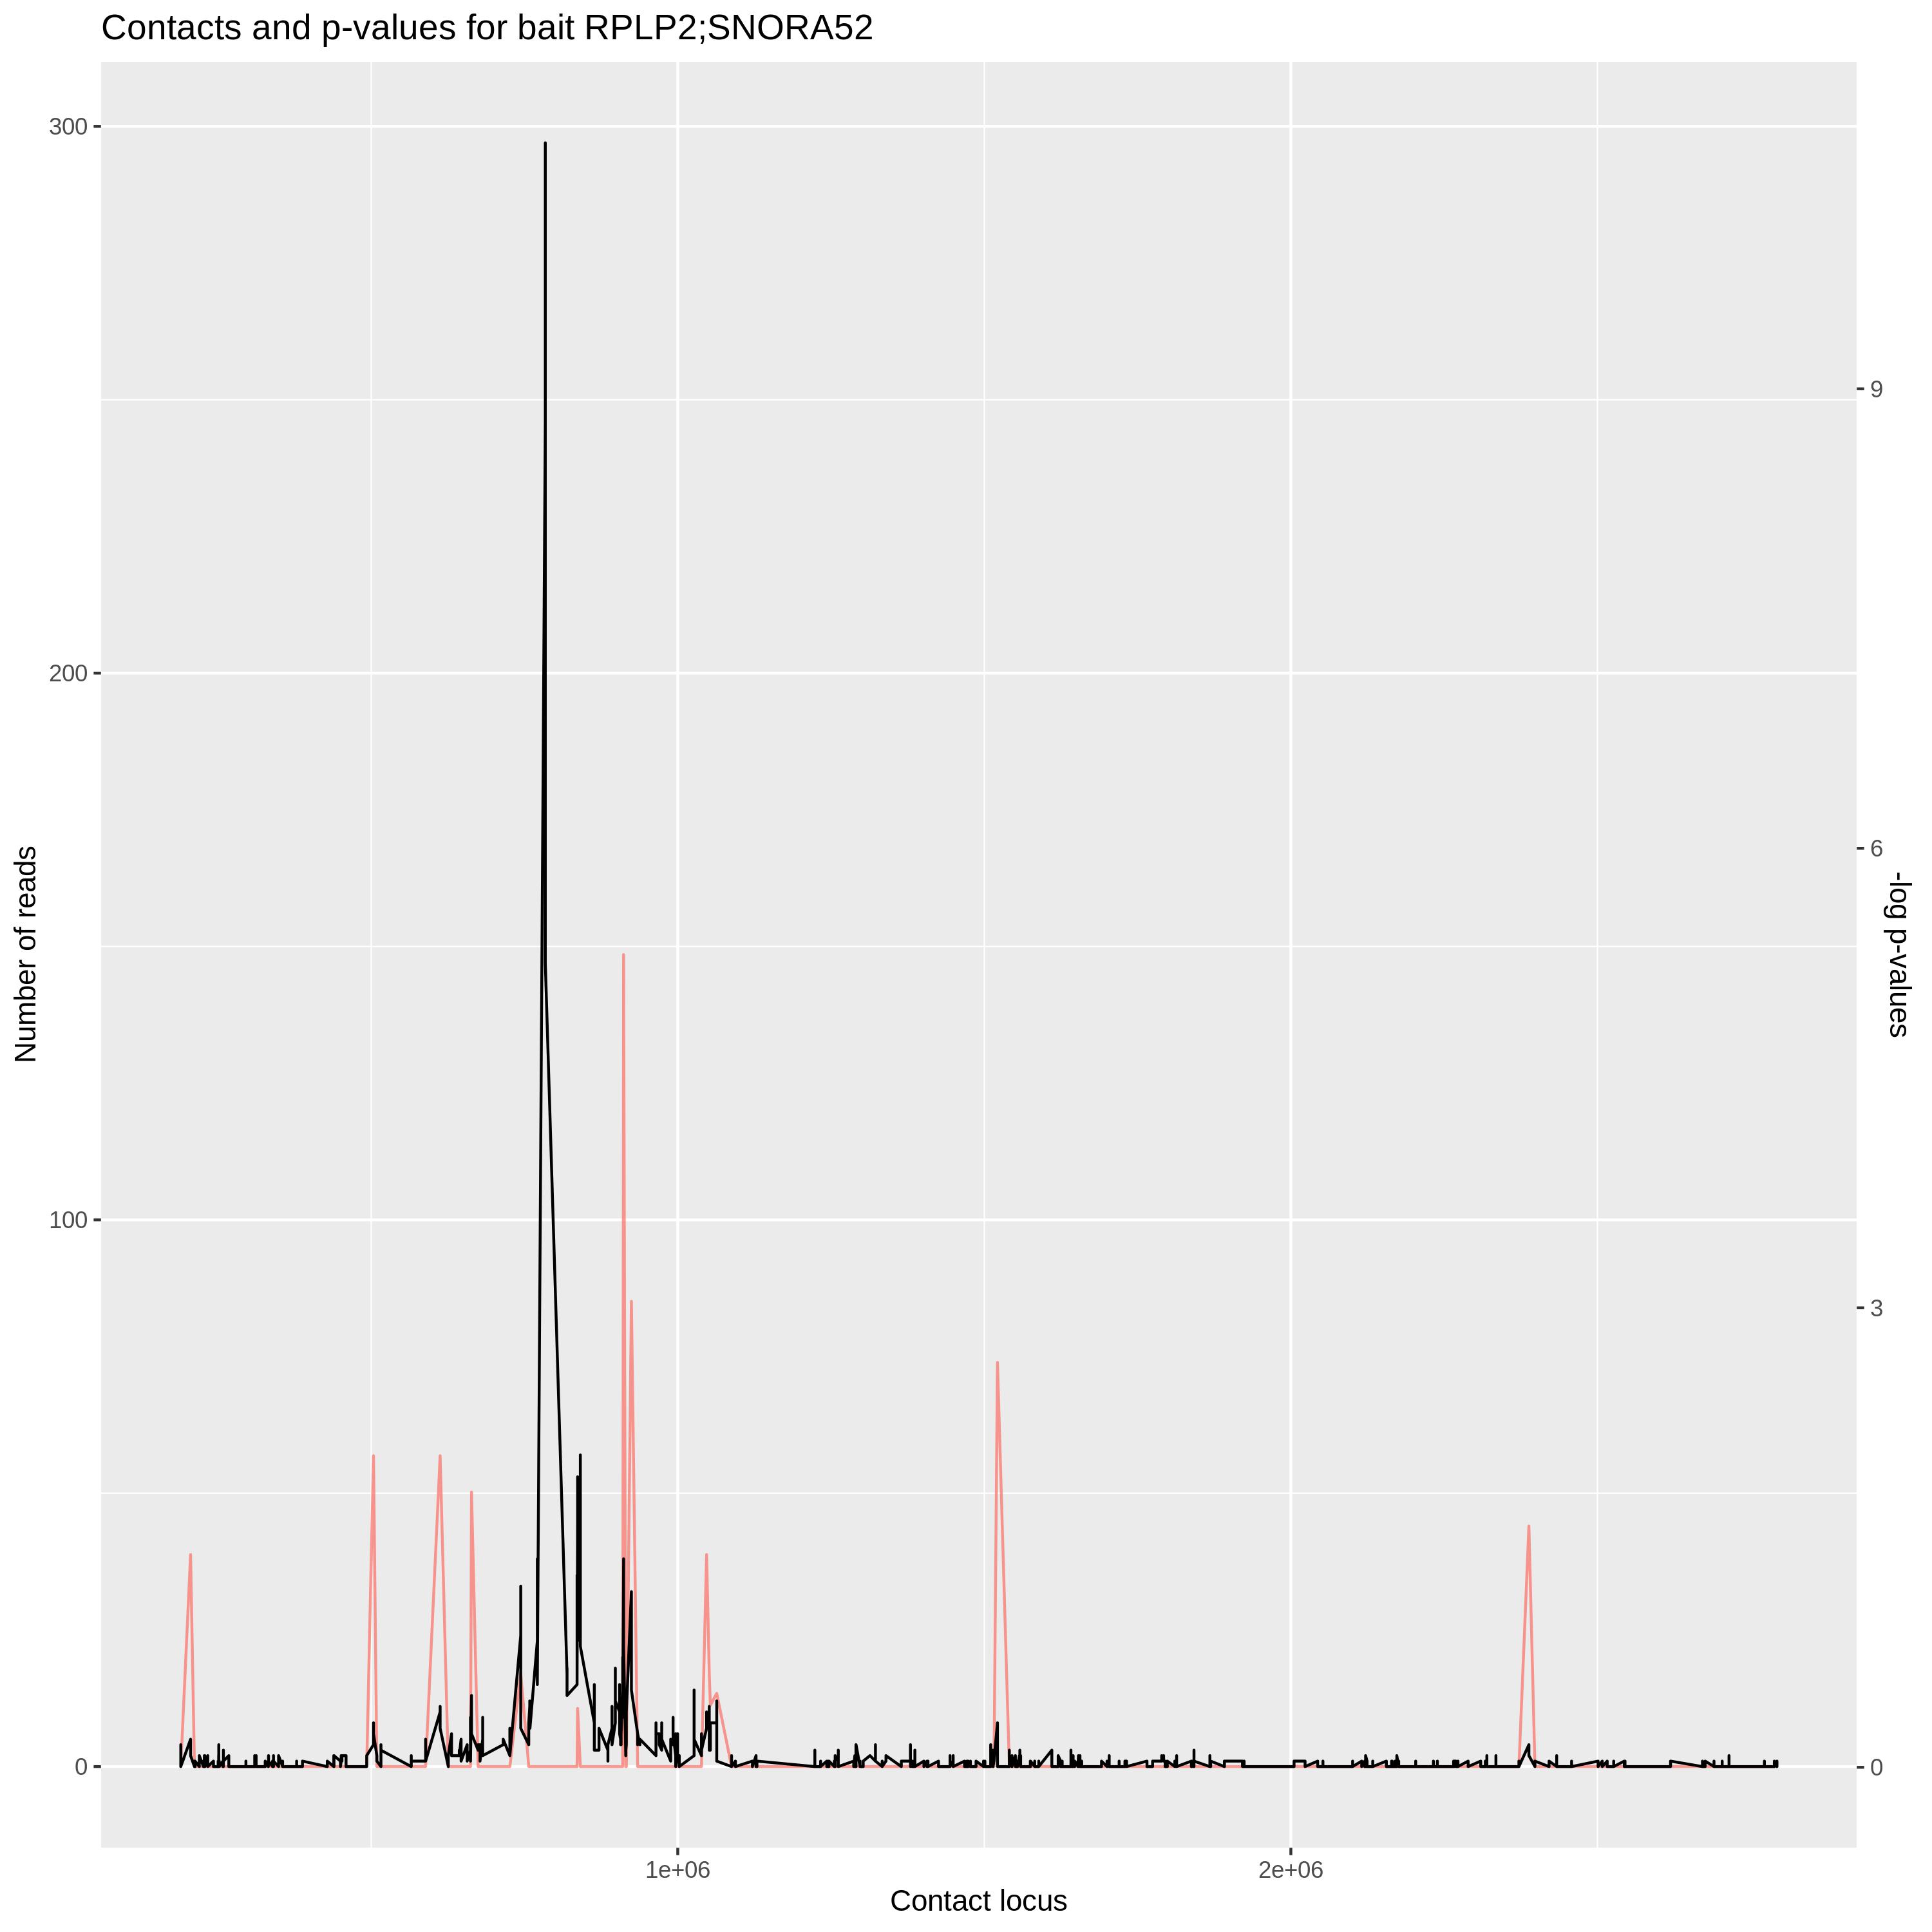 Contacts and p-values for bait RPLP2;SNORA52
300
200
100
0
Number of reads
9
6
3
0
-log p-values
1e+06
2e+06
Contact locus